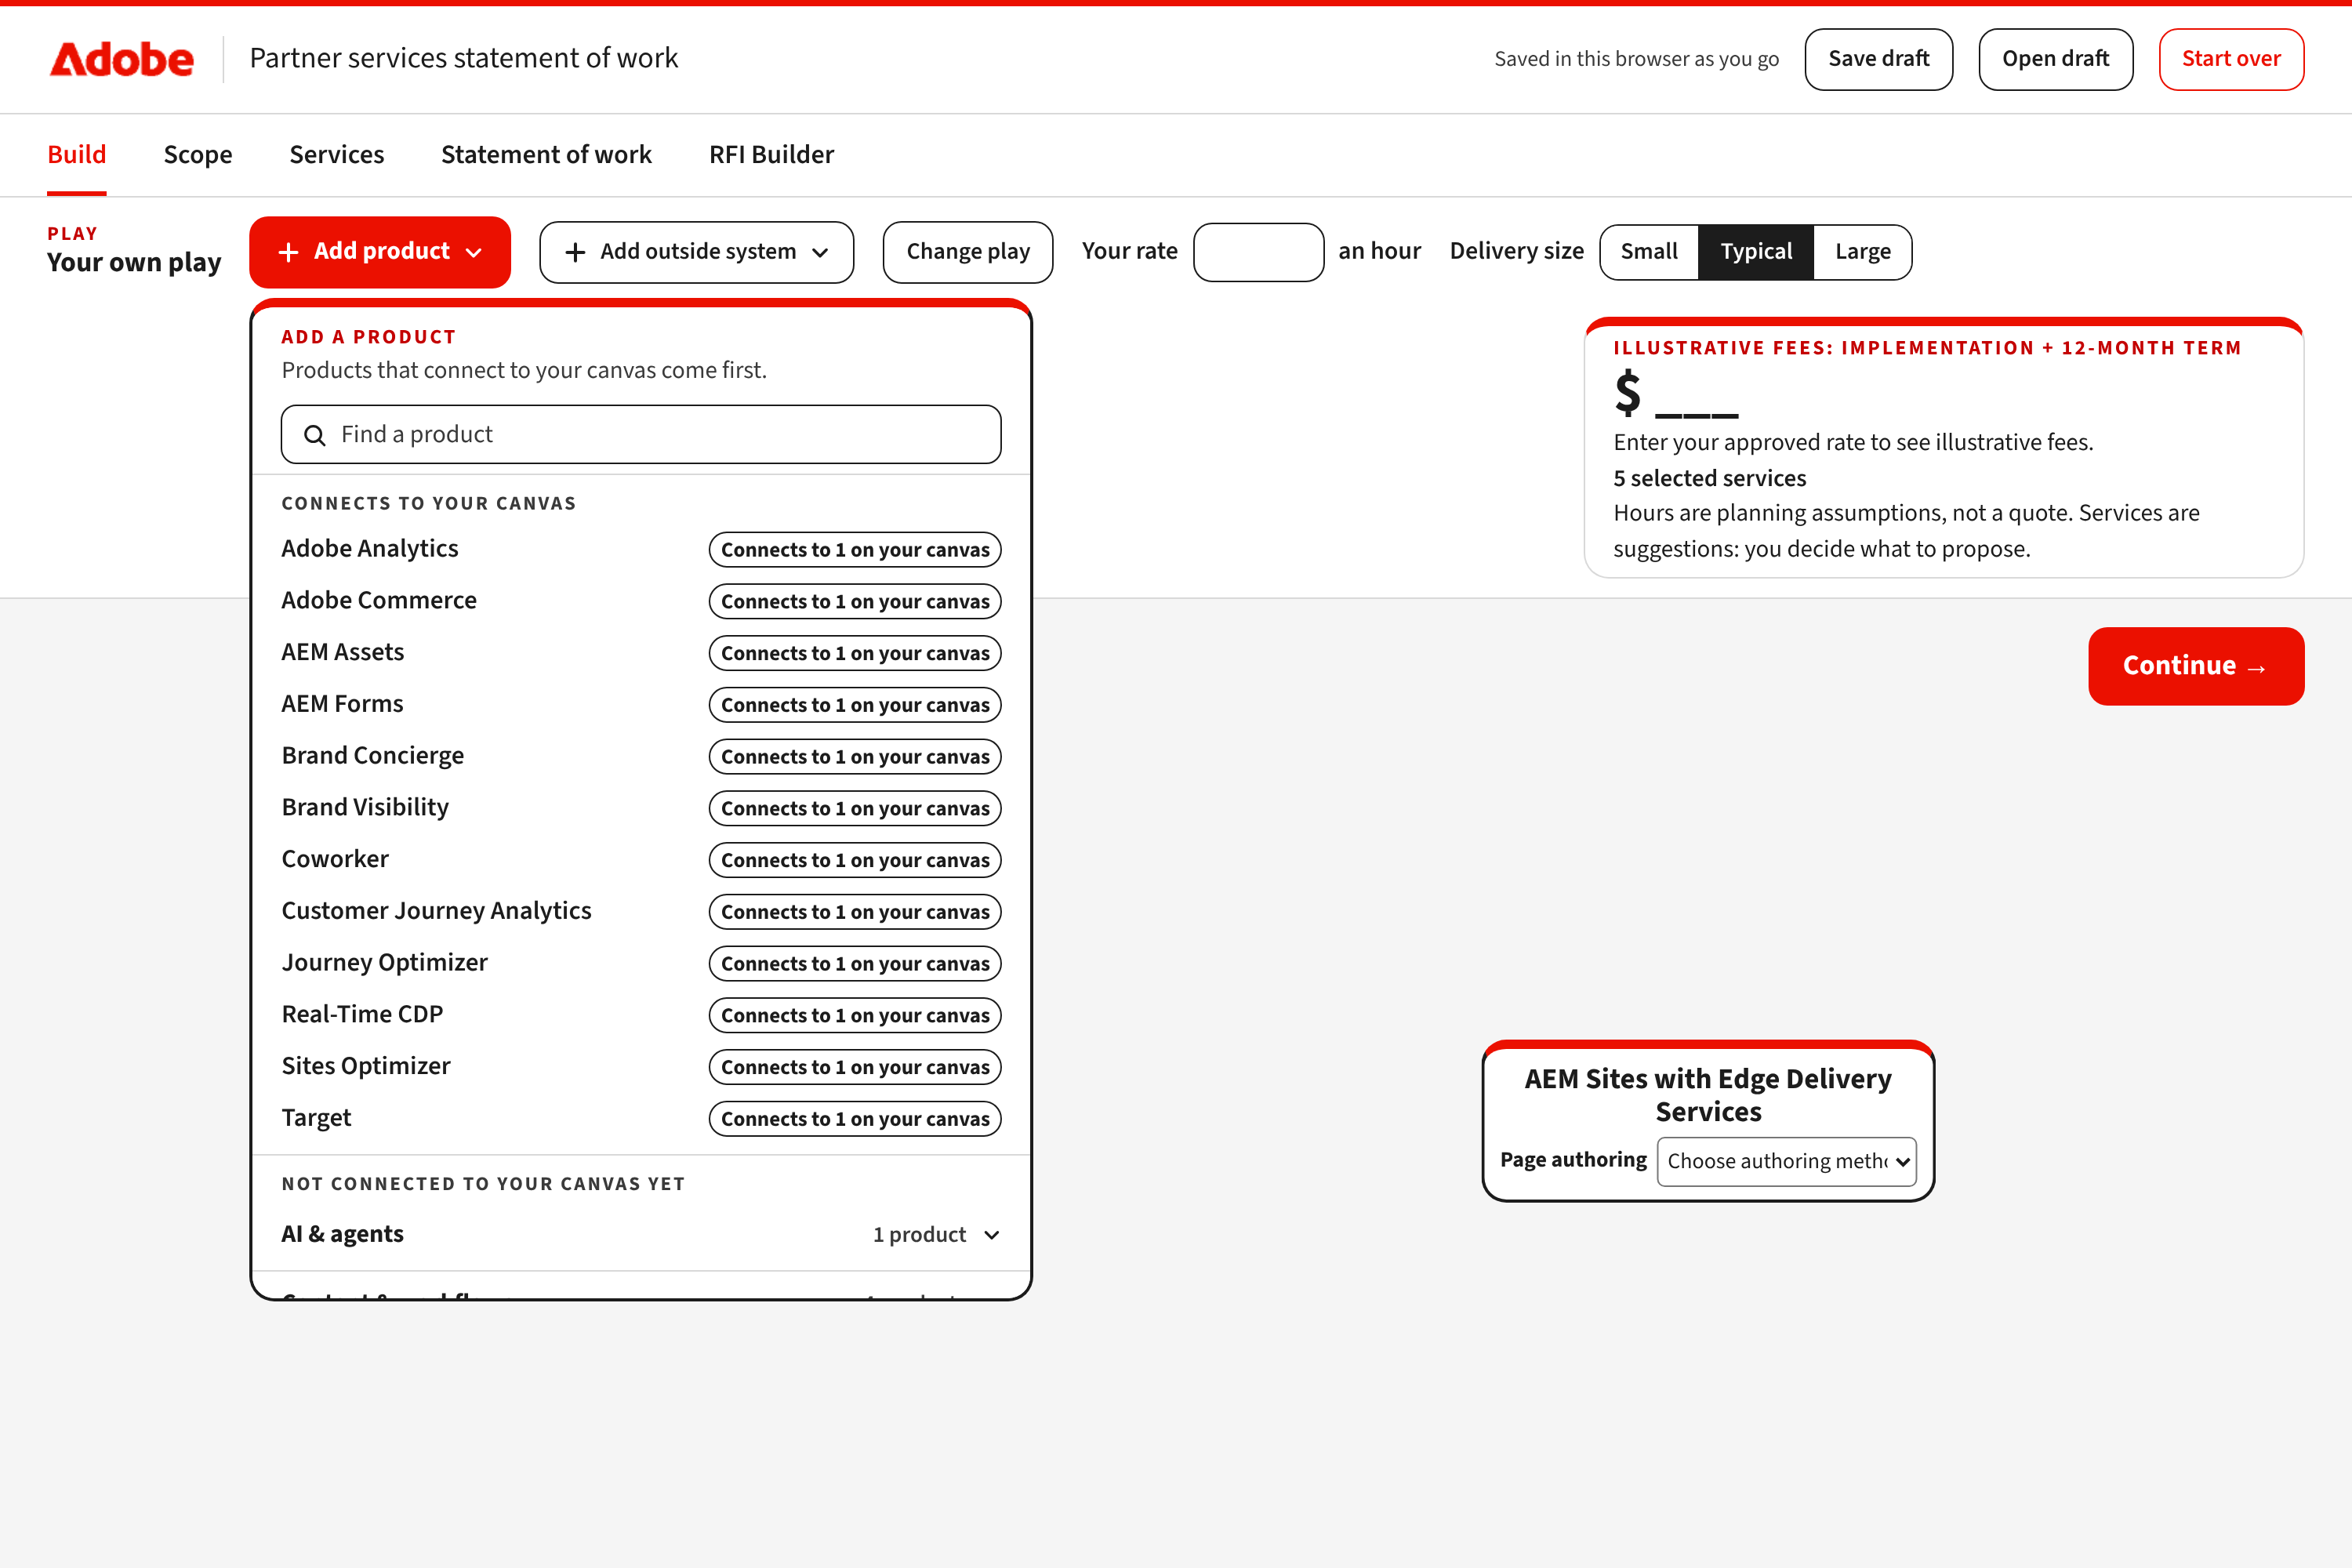 Adobe
Partner services statement of work
Saved in this browser as you go
Save draft
Open draft
Start over
Build
Scope
Services
Statement of work
RFI Builder
PLAY
Your own play
+ Add product
+ Add outside system
Change play
Your rate
an hour
Delivery size
Small
Typical
Large
ADD A PRODUCT
Products that connect to your canvas come first.
Find a product
CONNECTS TO YOUR CANVAS
Adobe Analytics Connects to 1 on your canvas
Adobe Commerce Connects to 1 on your canvas
AEM Assets Connects to 1 on your canvas
AEM Forms Connects to 1 on your canvas
Brand Concierge Connects to 1 on your canvas
Brand Visibility Connects to 1 on your canvas
Coworker Connects to 1 on your canvas
Customer Journey Analytics Connects to 1 on your canvas
Journey Optimizer Connects to 1 on your canvas
Real-Time CDP Connects to 1 on your canvas
Sites Optimizer Connects to 1 on your canvas
Target Connects to 1 on your canvas
NOT CONNECTED TO YOUR CANVAS YET
AI & agents 1 product
ILLUSTRATIVE FEES: IMPLEMENTATION + 12-MONTH TERM
$ ___
Enter your approved rate to see illustrative fees.
5 selected services
Hours are planning assumptions, not a quote. Services are
suggestions: you decide what to propose.
Continue →
AEM Sites with Edge Delivery
Services
Page authoring
Choose authoring meth